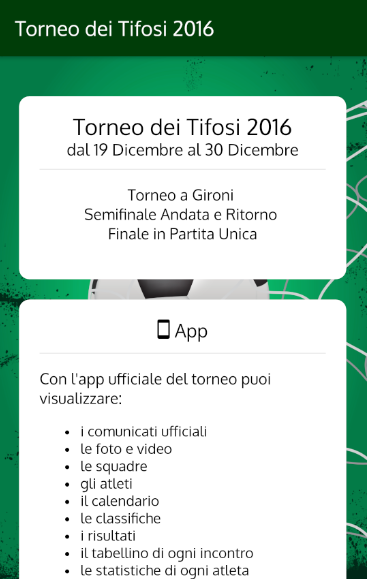 Torneo dei Tifosi 2016
Torneo dei Tifosi 2016
dal 19 Dicembre al 30 Dicembre
Torneo a Gironi
Semifinale Andata e Ritorno
Finale in Partita Unica
App
Con l'app ufficiale del torneo puoi
visualizzare:
• i comunicati ufficiali
• le foto e video
• le squadre
• gli atleti
• il calendario
• le classifiche
• i risultati
• il tabellino di ogni incontro
• le statistiche di ogni atleta